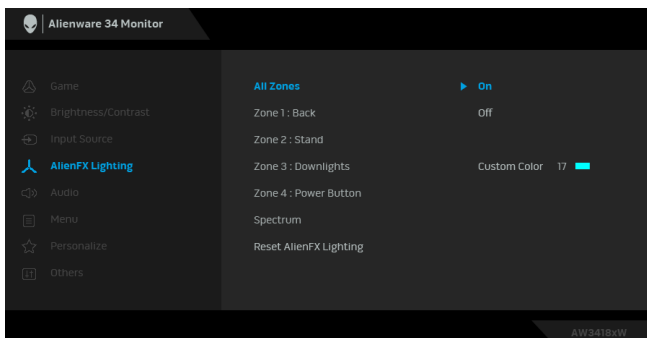 Alienware 34 Monitor
Game
Brightness/Contrast
Input Source
AlienFX Lighting
Audio
Menu
Personalize
Others
All Zones
Zone 1 : Back
Zone 2 : Stand
Zone 3 : Downlights
Zone 4 : Power Button
Spectrum
Reset AlienFX Lighting
On
Off
Custom Color 17
AW3418xW